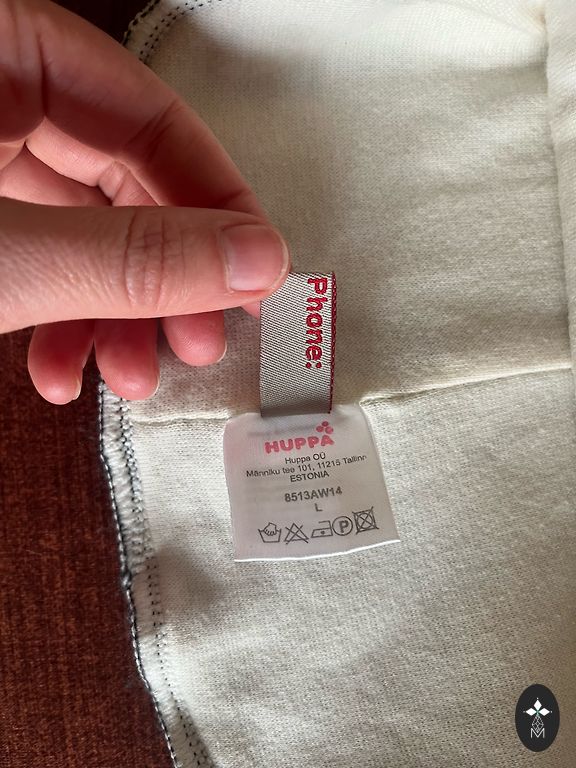 Phone:
HUPPA
Huppa OÜ
Männiku tee 101, 11215 Tallinn
ESTONIA
8513AW14
L
P
M